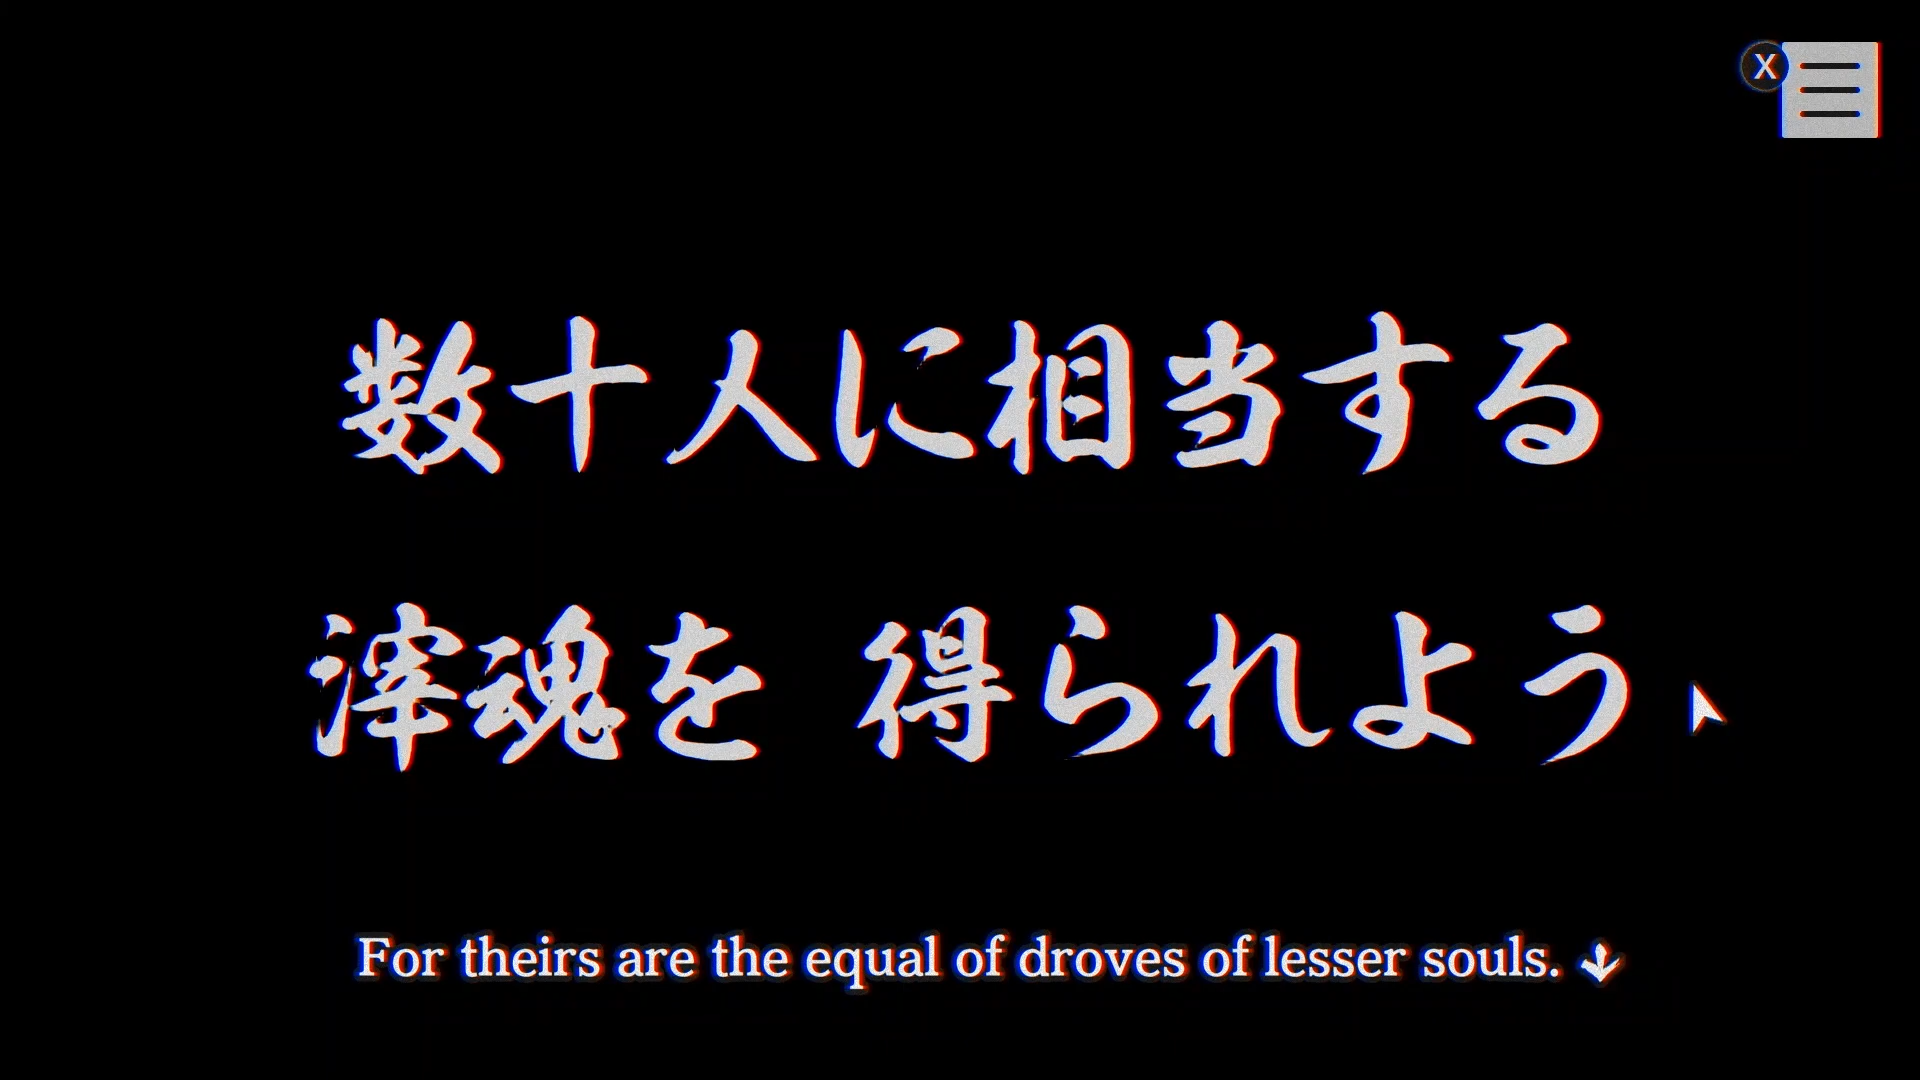 X
数十人に相当する
滓魂を 得られよう
For theirs are the equal of droves of lesser souls.